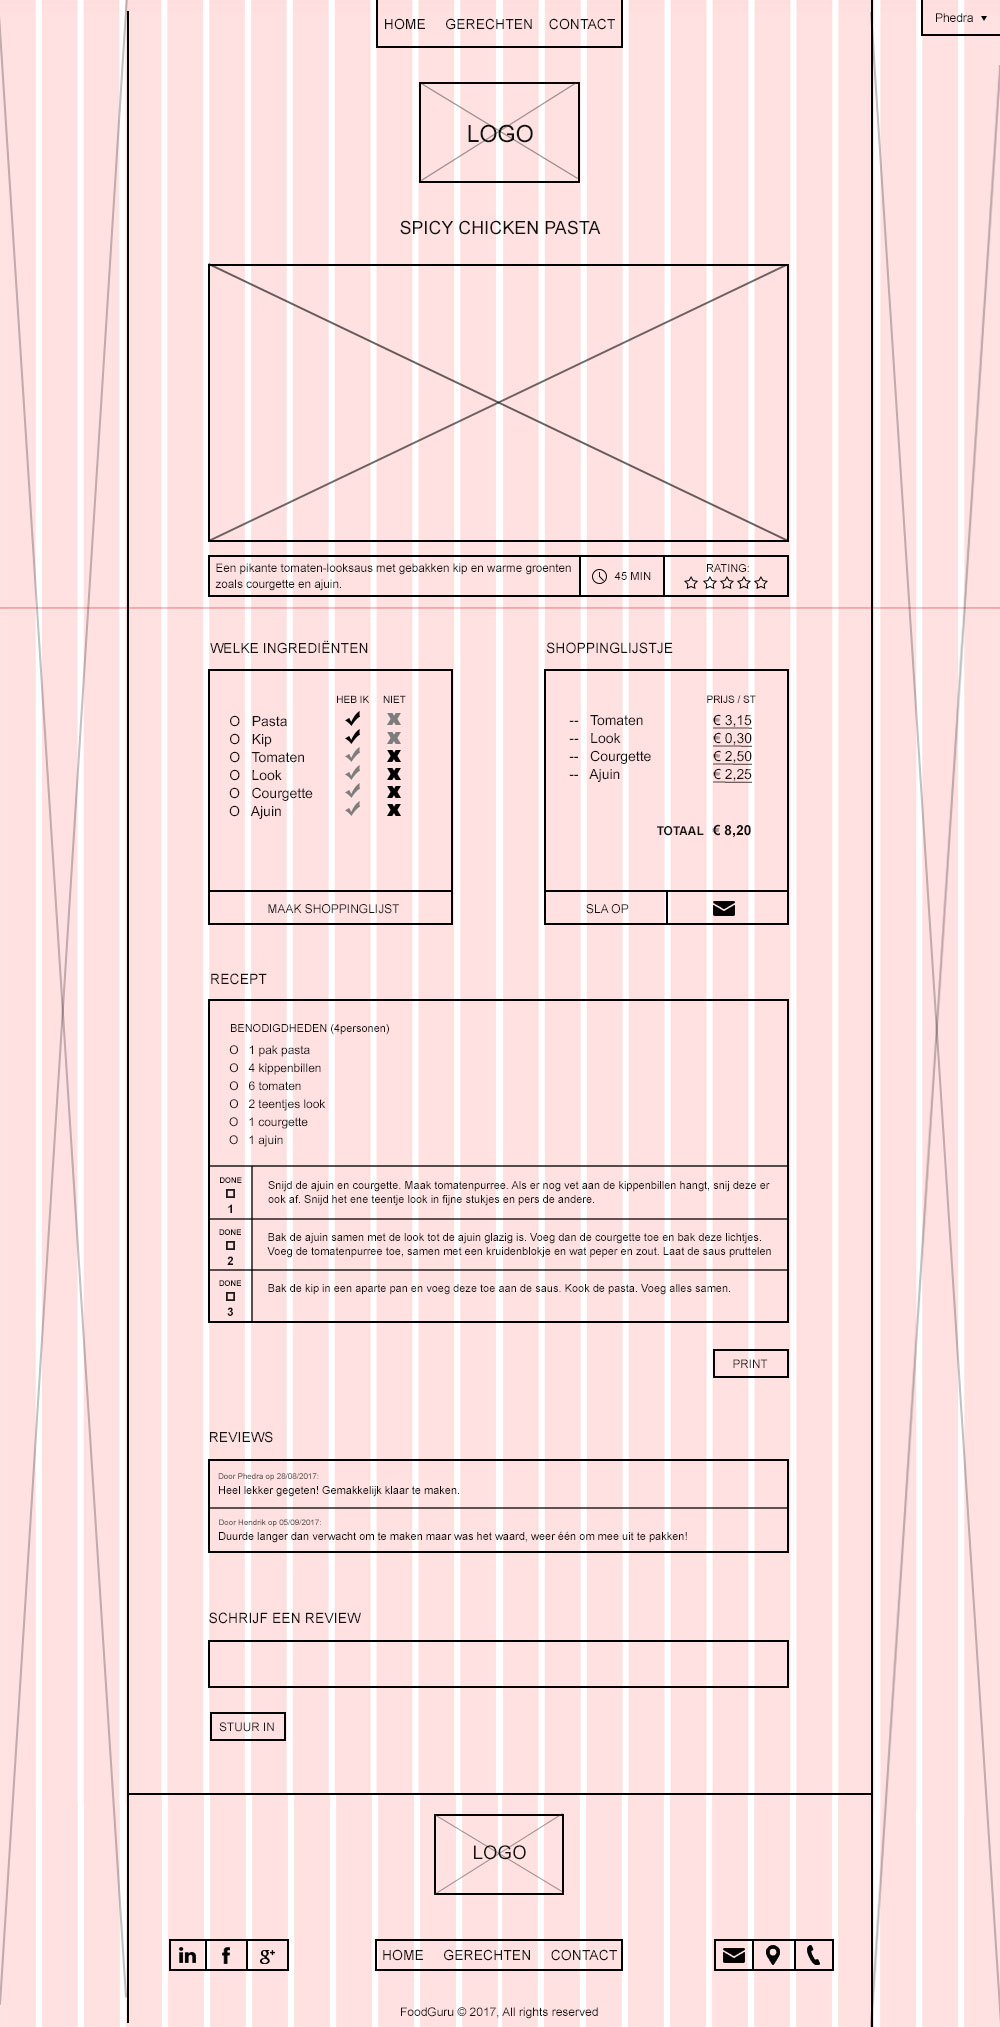 HOME GERECHTEN CONTACT
Phedra
LOGO
SPICY CHICKEN PASTA
Een pikante tomaten-looksaus met gebakken kip en warme groenten
zoals courgette en ajuin.
45 MIN
RATING:
WELKE INGREDIËNTEN
HEB IK NIET
O Pasta
O Kip
O Tomaten
O Look
O Courgette
O Ajuin
MAAK SHOPPINGLIJST
SHOPPINGLIJSTJE
PRIJS / ST
-- Tomaten € 3,15
-- Look € 0,30
-- Courgette € 2,50
-- Ajuin € 2,25
TOTAAL € 8,20
SLA OP
RECEPT
BENODIGDHEDEN (4personen)
O 1 pak pasta
O 4 kippenbillen
O 6 tomaten
O 2 teentjes look
O 1 courgette
O 1 ajuin
DONE
1
Snijd de ajuin en courgette. Maak tomatenpurree. Als er nog vet aan de kippenbillen hangt, snij deze er
ook af. Snijd het ene teentje look in fijne stukjes en pers de andere.
DONE
2
Bak de ajuin samen met de look tot de ajuin glazig is. Voeg dan de courgette toe en bak deze lichtjes.
Voeg de tomatenpurree toe, samen met een kruidenblokje en wat peper en zout. Laat de saus pruttelen
DONE
3
Bak de kip in een aparte pan en voeg deze toe aan de saus. Kook de pasta. Voeg alles samen.
PRINT
REVIEWS
Door Phedra op 28/08/2017:
Heel lekker gegeten! Gemakkelijk klaar te maken.
Door Hendrik op 05/09/2017:
Duurde langer dan verwacht om te maken maar was het waard, weer één om mee uit te pakken!
SCHRIJF EEN REVIEW
STUUR IN
LOGO
in f g+
HOME GERECHTEN CONTACT
FoodGuru © 2017, All rights reserved